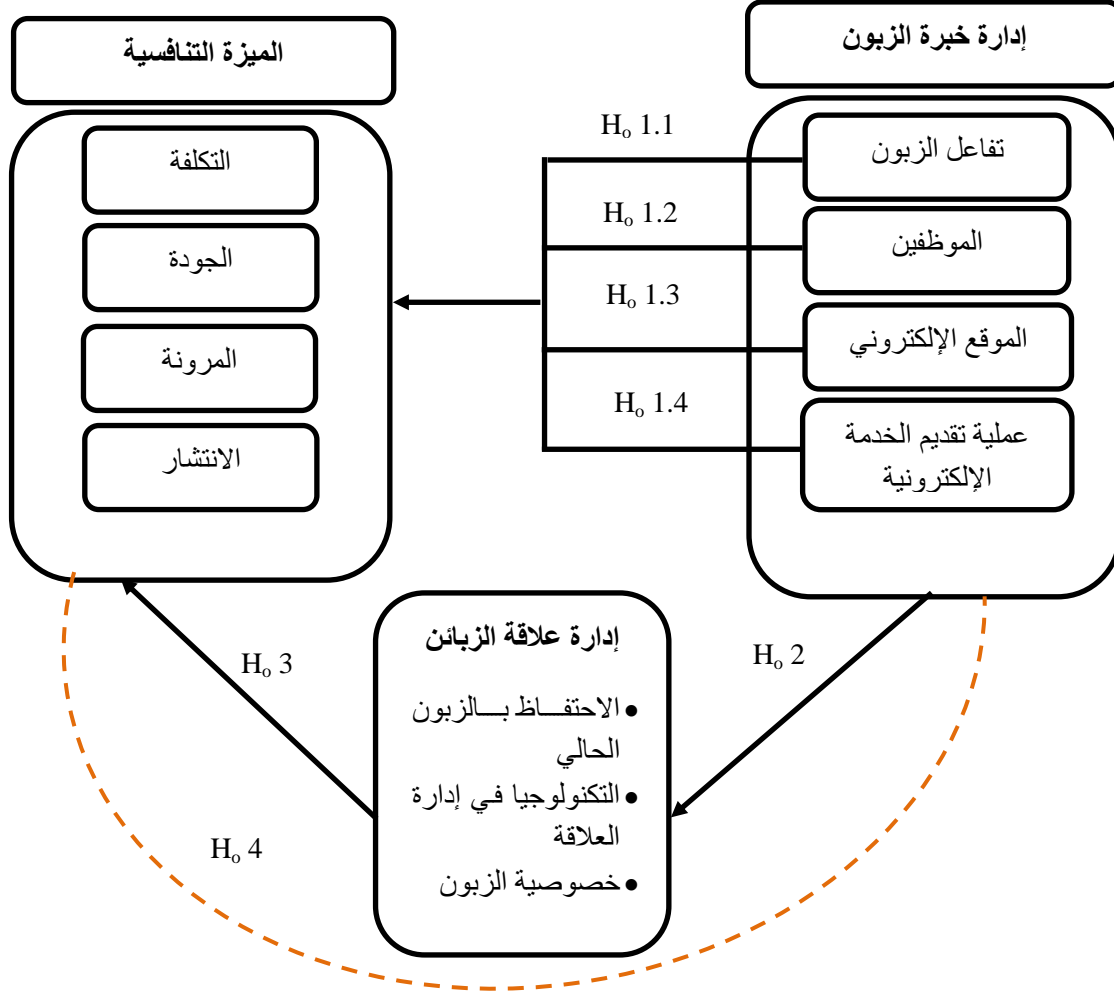 إدارة خبرة الزبون
الميزة التنافسية
تفاعل الزبون
الموظفين
الموقع الإلكتروني
عملية تقديم الخدمة
الإلكترونية
Ho 1.1
Ho 1.2
Ho 1.3
Ho 1.4
التكلفة
الجودة
المرونة
الانتشار
Ho 2
إدارة علاقة الزبائن
• الاحتفاظ بالزبون
الحالي
• التكنولوجيا في إدارة
العلاقة
• خصوصية الزبون
Ho 3
Ho 4